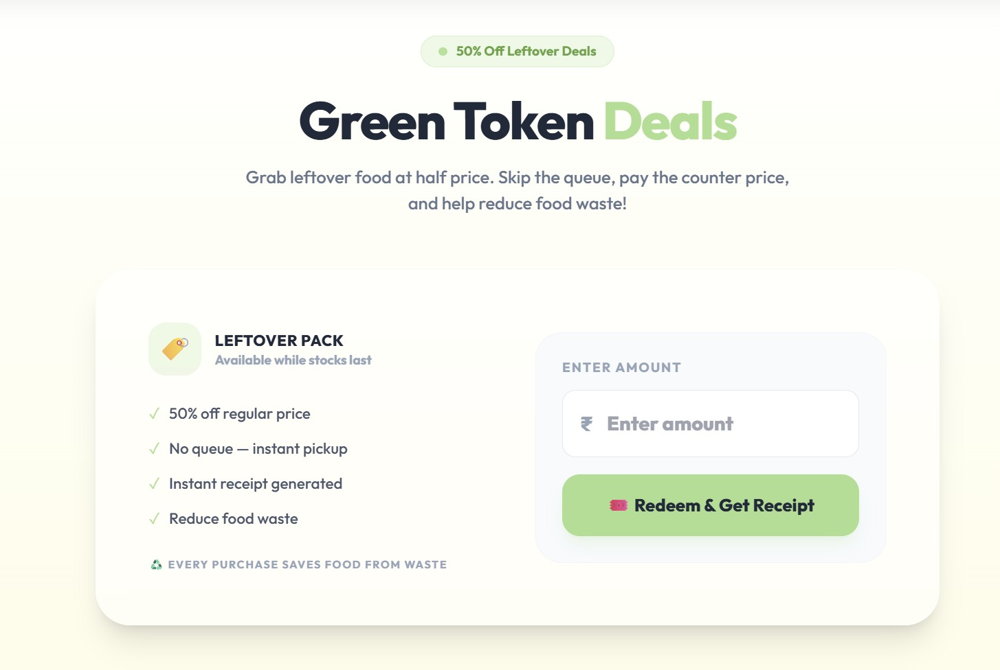 50% Off Leftover Deals
Green Token Deals
Grab leftover food at half price. Skip the queue, pay the counter price,
and help reduce food waste!
LEFTOVER PACK
Available while stocks last
✓ 50% off regular price
✓ No queue — instant pickup
✓ Instant receipt generated
✓ Reduce food waste
♻️ EVERY PURCHASE SAVES FOOD FROM WASTE
ENTER AMOUNT
₹ Enter amount
🎟️ Redeem & Get Receipt